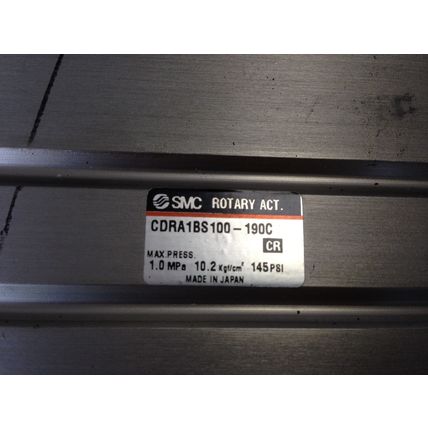 SMC ROTARY ACT.
CDRA1BS100-190C
CR
MAX.PRESS.
1.0 MPa 10.2 Kgf/cm² 145 PSI
MADE IN JAPAN